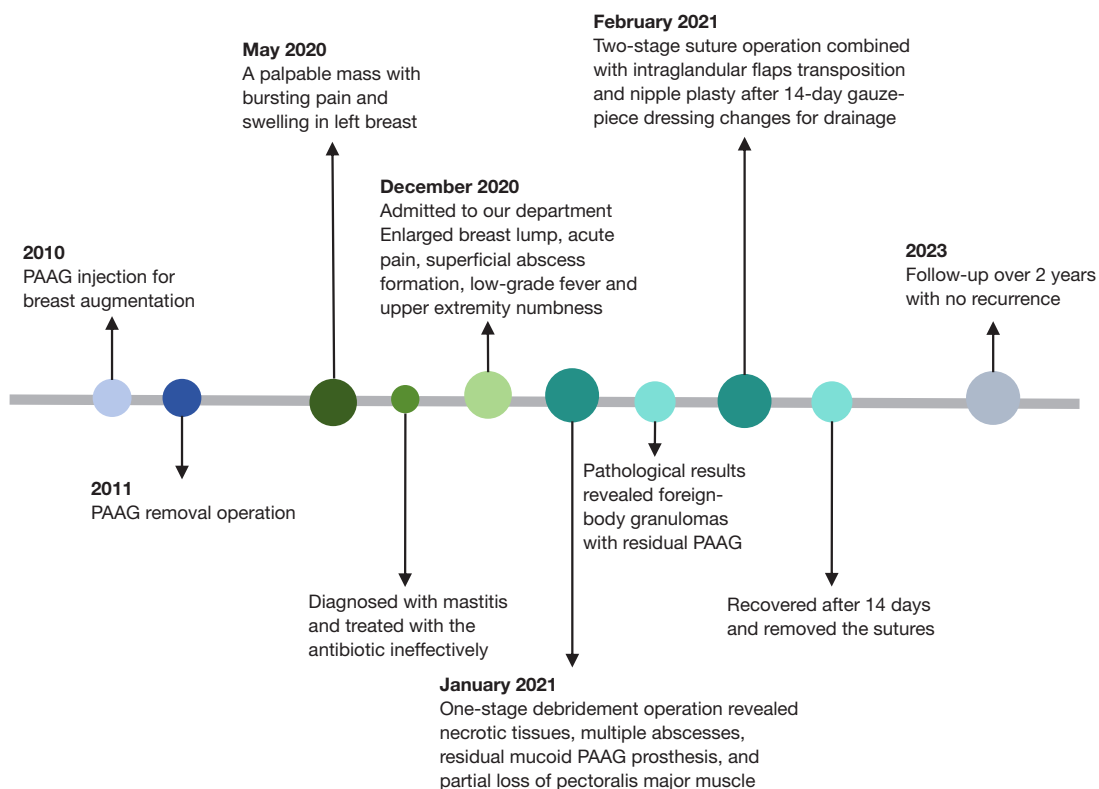 2010
PAAG injection for
breast augmentation
2011
PAAG removal operation
May 2020
A palpable mass with
bursting pain and
swelling in left breast
Diagnosed with mastitis
and treated with the
antibiotic ineffectively
December 2020
Admitted to our department
Enlarged breast lump, acute
pain, superficial abscess
formation, low-grade fever and
upper extremity numbness
January 2021
One-stage debridement operation revealed
necrotic tissues, multiple abscesses,
residual mucoid PAAG prosthesis, and
partial loss of pectoralis major muscle
Pathological results
revealed foreign-
body granulomas
with residual PAAG
February 2021
Two-stage suture operation combined
with intraglandular flaps transposition
and nipple plasty after 14-day gauze-
piece dressing changes for drainage
Recovered after 14 days
and removed the sutures
2023
Follow-up over 2 years
with no recurrence